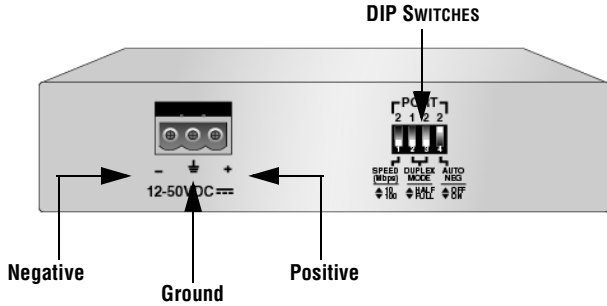 DIP SWITCHES
PORT
2 1 2 2
1 2 3 4
SPEED (Mbps)
10
100
DUPLEX MODE
HALF
FULL
AUTO NEG
OFF
ON
– +
12-50VDC
Negative
Ground
Positive